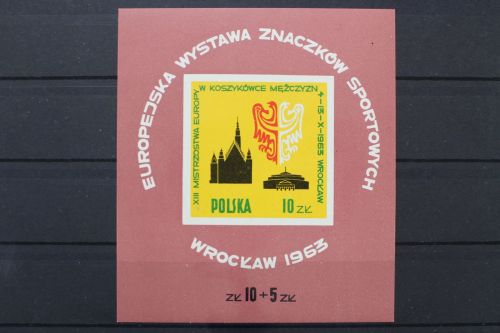 EUROPEJSKA WYSTAWA ZNACZKÓW SPORTOWYCH
XIII MISTRZOSTWA EUROPY W KOSZYKÓWCE MĘŻCZYZN 4-15-X-1963 WROCŁAW
POLSKA 10 ZŁ
WROCŁAW 1963
ZŁ 10+5 ZŁ